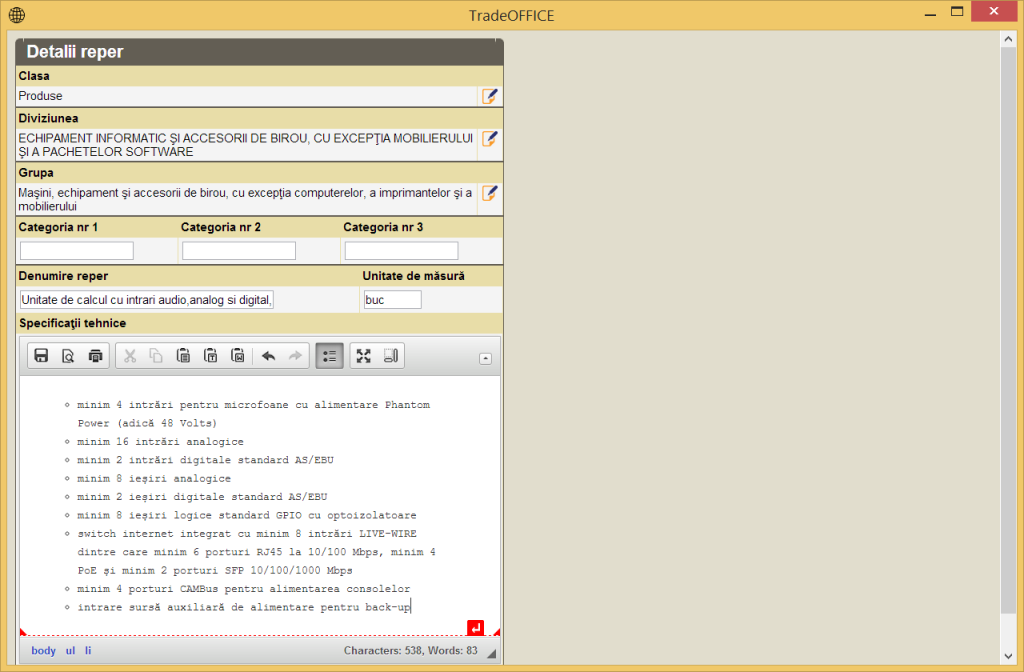 TradeOFFICE
Detalii reper
Clasa
Produse
Diviziunea
ECHIPAMENT INFORMATIC ŞI ACCESORII DE BIROU, CU EXCEPŢIA MOBILIERULUI
ŞI A PACHETELOR SOFTWARE
Grupa
Maşini, echipament şi accesorii de birou, cu excepţia computerelor, a imprimantelor şi a
mobilierului
Categoria nr 1 Categoria nr 2 Categoria nr 3
Denumire reper Unitate de măsură
Unitate de calcul cu intrari audio,analog si digital, buc
Specificaţii tehnice
minim 4 intrări pentru microfoane cu alimentare Phantom
Power (adică 48 Volts)
minim 16 intrări analogice
minim 2 intrări digitale standard AS/EBU
minim 8 ieșiri analogice
minim 2 ieșiri digitale standard AS/EBU
minim 8 ieșiri logice standard GPIO cu optoizolatoare
switch internet integrat cu minim 8 intrări LIVE-WIRE
dintre care minim 6 porturi RJ45 la 10/100 Mbps, minim 4
PoE și minim 2 porturi SFP 10/100/1000 Mbps
minim 4 porturi CAMBus pentru alimentarea consolelor
intrare sursă auxiliară de alimentare pentru back-up
body ul li Characters: 538, Words: 83